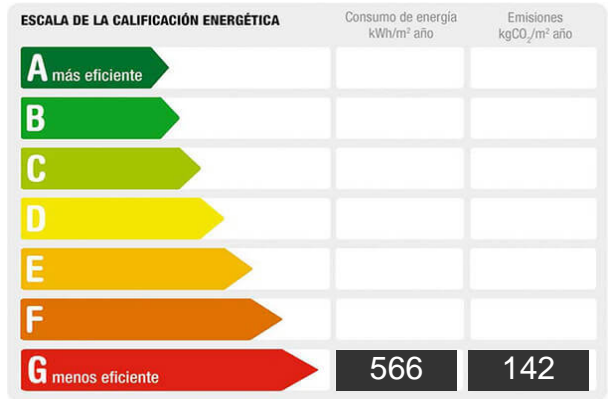 ESCALA DE LA CALIFICACIÓN ENERGÉTICA
Consumo de energía
kWh/m² año
Emisiones
kgCO₂/m² año
A más eficiente
B
C
D
E
F
G menos eficiente 566 142